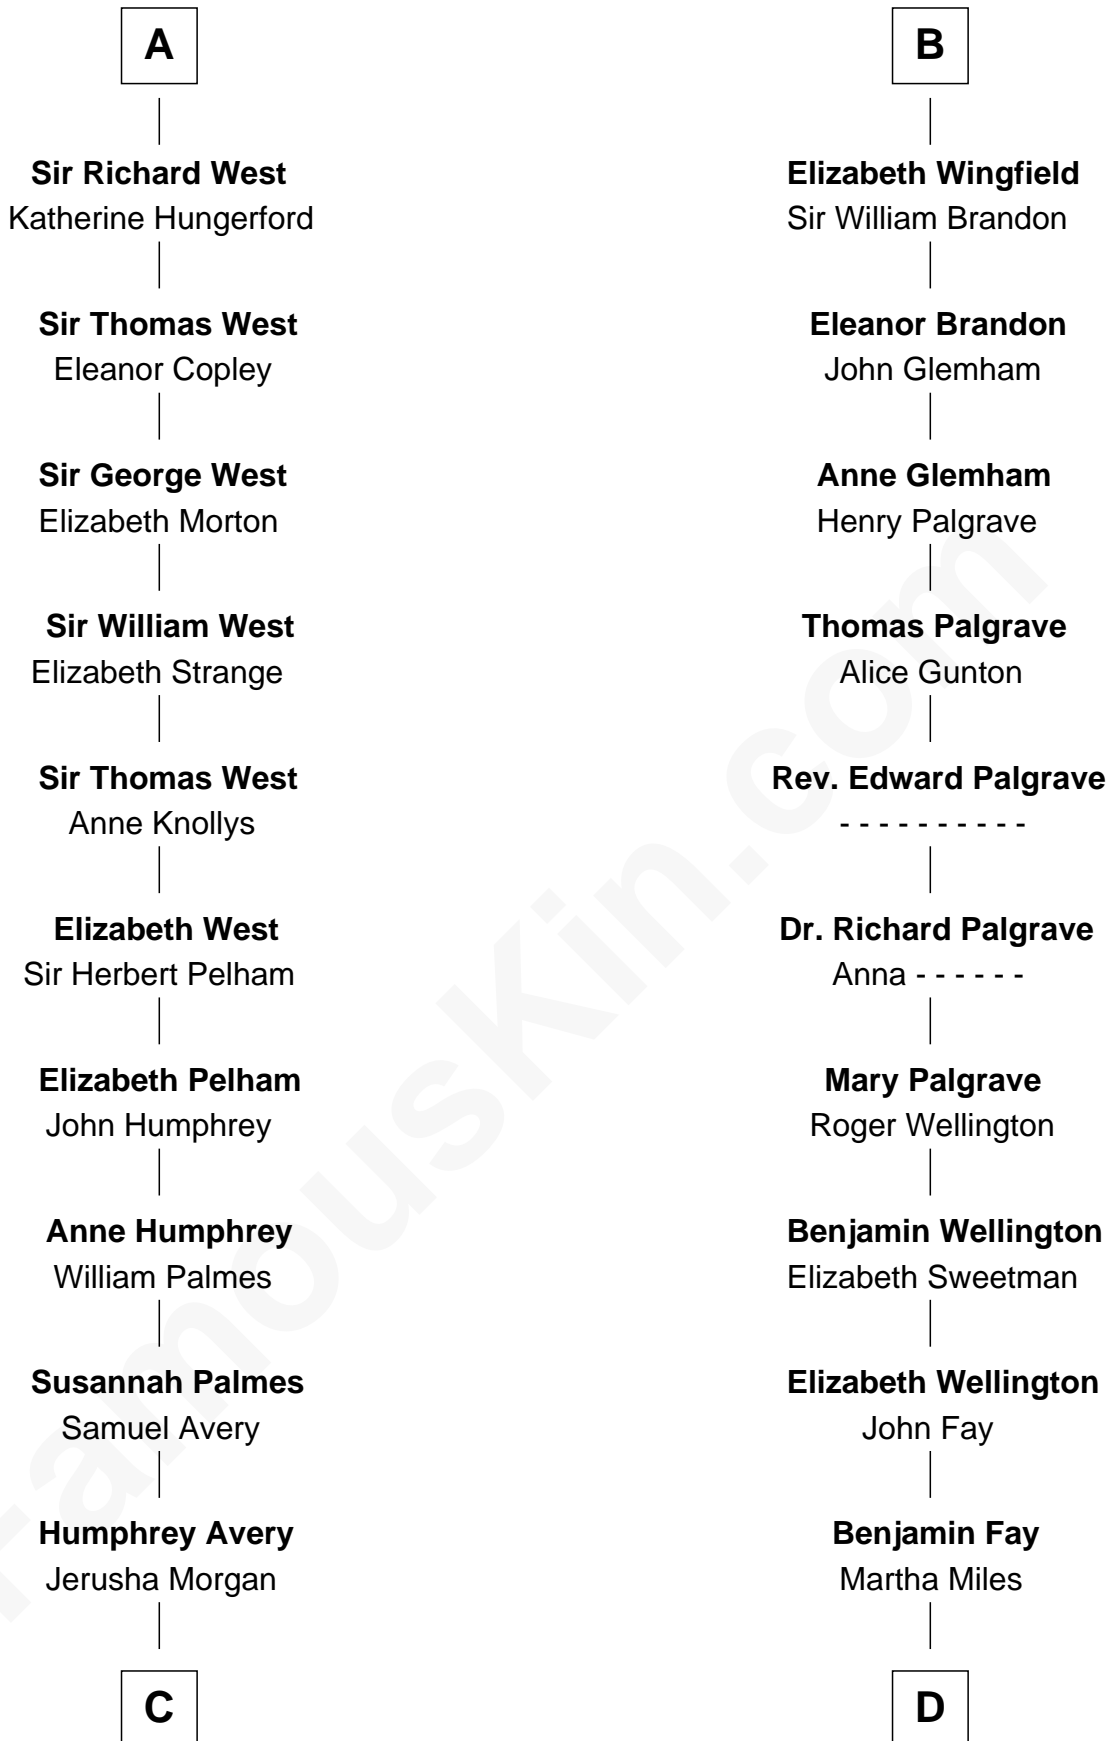 A
Sir Richard West
Katherine Hungerford
Sir Thomas West
Eleanor Copley
Sir George West
Elizabeth Morton
Sir William West
Elizabeth Strange
Sir Thomas West
Anne Knollys
Elizabeth West
Sir Herbert Pelham
Elizabeth Pelham
John Humphrey
Anne Humphrey
William Palmes
Susannah Palmes
Samuel Avery
Humphrey Avery
Jerusha Morgan
C
B
Elizabeth Wingfield
Sir William Brandon
Eleanor Brandon
John Glemham
Anne Glemham
Henry Palgrave
Thomas Palgrave
Alice Gunton
Rev. Edward Palgrave
- - - - - - - - - -
Dr. Richard Palgrave
Anna - - - - - -
Mary Palgrave
Roger Wellington
Benjamin Wellington
Elizabeth Sweetman
Elizabeth Wellington
John Fay
Benjamin Fay
Martha Miles
D
FamousKin.com